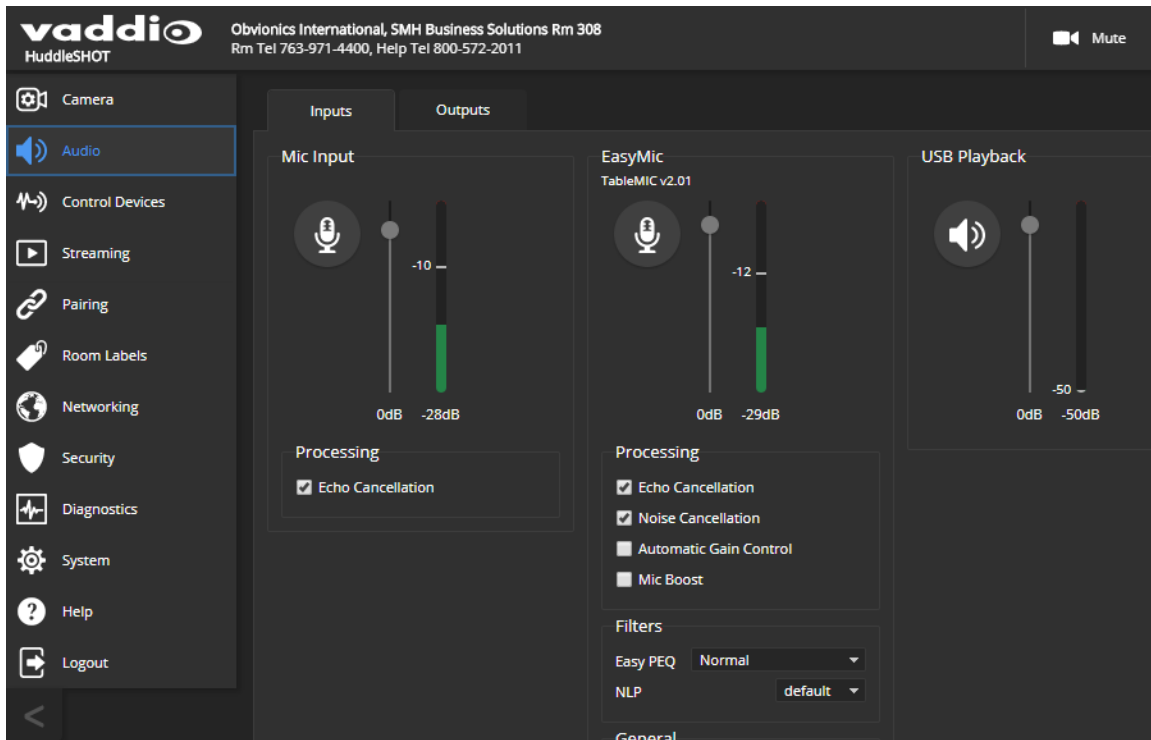 vaddio
HuddleSHOT
Obvionics International, SMH Business Solutions Rm 308
Rm Tel 763-971-4400, Help Tel 800-572-2011
Mute
Camera
Audio
Control Devices
Streaming
Pairing
Room Labels
Networking
Security
Diagnostics
System
Help
Logout
<
Inputs
Outputs
Mic Input
-10
0dB -28dB
Processing
Echo Cancellation
EasyMic
TableMIC v2.01
-12
0dB -29dB
Processing
Echo Cancellation
Noise Cancellation
Automatic Gain Control
Mic Boost
Filters
Easy PEQ Normal
NLP default
General
USB Playback
-50
0dB -50dB